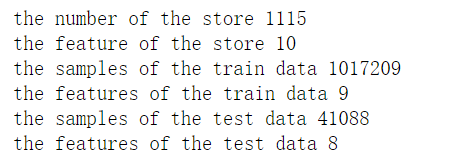 the number of the store 1115
the feature of the store 10
the samples of the train data 1017209
the features of the train data 9
the samples of the test data 41088
the features of the test data 8